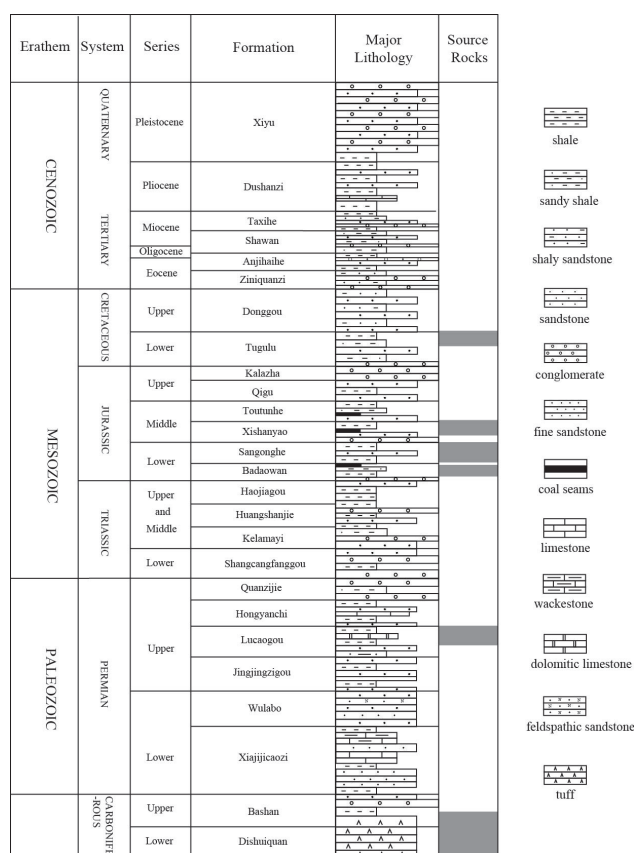 Erathem
System
Series
Formation
Major
Lithology
Source
Rocks
CENOZOIC
QUATERNARY
Pleistocene
Xiyu
TERTIARY
Pliocene
Dushanzi
Miocene
Taxihe
Shawan
Oligocene
Anjihaihe
Eocene
Ziniquanzi
MESOZOIC
CRETACEOUS
Upper
Donggou
Lower
Tugulu
JURASSIC
Upper
Kalazha
Qigu
Middle
Toutunhe
Xishanyao
Lower
Sangonghe
Badaowan
TRIASSIC
Upper
and
Middle
Haojiagou
Huangshanjie
Kelamayi
Lower
Shangcangfanggou
PALEOZOIC
PERMIAN
Upper
Quanzijie
Hongyanchi
Lucaogou
Jingjingzigou
Lower
Wulabo
Xiajijicaozi
CARBONIFE
-ROUS
Upper
Bashan
Lower
Dishuiquan
shale
sandy shale
shaly sandstone
sandstone
conglomerate
fine sandstone
coal seams
limestone
wackestone
dolomitic limestone
feldspathic sandstone
tuff